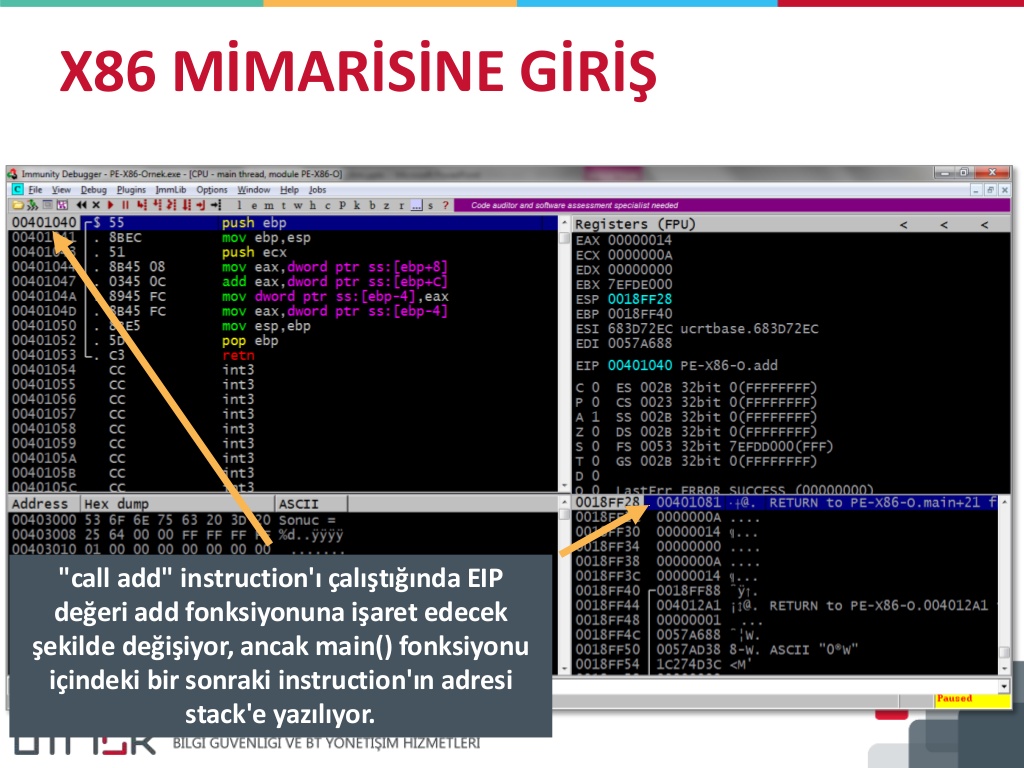 X86 MİMARİSİNE GİRİŞ
Immunity Debugger - PE-X86-Ornek.exe - [CPU - main thread, module PE-X86-O]
C File View Debug Plugins ImmLib Options Window Help Jobs
l e m t w h c P k b z r ... s ? Code auditor and software assessment specialist needed
00401040 $ 55 push ebp
. 8BEC mov ebp,esp
. 51 push ecx
. 8B45 08 mov eax,dword ptr ss:[ebp+8]
00401047 . 0345 0C add eax,dword ptr ss:[ebp+C]
0040104A . 8945 FC mov dword ptr ss:[ebp-4],eax
0040104D . 8B45 FC mov eax,dword ptr ss:[ebp-4]
00401050 . 8BE5 mov esp,ebp
00401052 . 5D pop ebp
00401053 . C3 retn
00401054 CC int3
00401055 CC int3
00401056 CC int3
00401057 CC int3
00401058 CC int3
00401059 CC int3
0040105A CC int3
0040105B CC int3
0040105C CC int3
Registers (FPU) < < <
EAX 00000014
ECX 0000000A
EDX 00000000
EBX 7EFDE000
ESP 0018FF28
EBP 0018FF40
ESI 683D72EC ucrtbase.683D72EC
EDI 0057A688
EIP 00401040 PE-X86-O.add
C 0 ES 002B 32bit 0(FFFFFFFF)
P 0 CS 0023 32bit 0(FFFFFFFF)
A 1 SS 002B 32bit 0(FFFFFFFF)
Z 0 DS 002B 32bit 0(FFFFFFFF)
S 0 FS 0053 32bit 7EFDD000(FFF)
T 0 GS 002B 32bit 0(FFFFFFFF)
D 0
O 0 LastErr ERROR_SUCCESS (00000000)
Address Hex dump ASCII
00403000 53 6F 6E 75 63 20 3D 20 Sonuc =
00403008 25 64 00 00 FF FF FF FF %d..ÿÿÿÿ
00403010 01 00 00 00 00 00 00 00 .......
0018FF28 00401081 RETURN to PE-X86-O.main+21 f
0000000A ....
00000014 ¶...
0018FF34 00000000 ....
0018FF38 0000000A ....
0018FF3C 00000014 ¶...
0018FF40 0018FF88
0018FF44 004012A1 RETURN to PE-X86-O.004012A1
0018FF48 00000001
0018FF4C 0057A688
0018FF50 0057AD38 8-W. ASCII "0®W"
0018FF54 1C274D3C <M'
Paused
"call add" instruction'ı çalıştığında EIP
değeri add fonksiyonuna işaret edecek
şekilde değişiyor, ancak main() fonksiyonu
içindeki bir sonraki instruction'ın adresi
stack'e yazılıyor.
BİLGİ GÜVENLİĞİ VE BT YÖNETİŞİM HİZMETLERİ